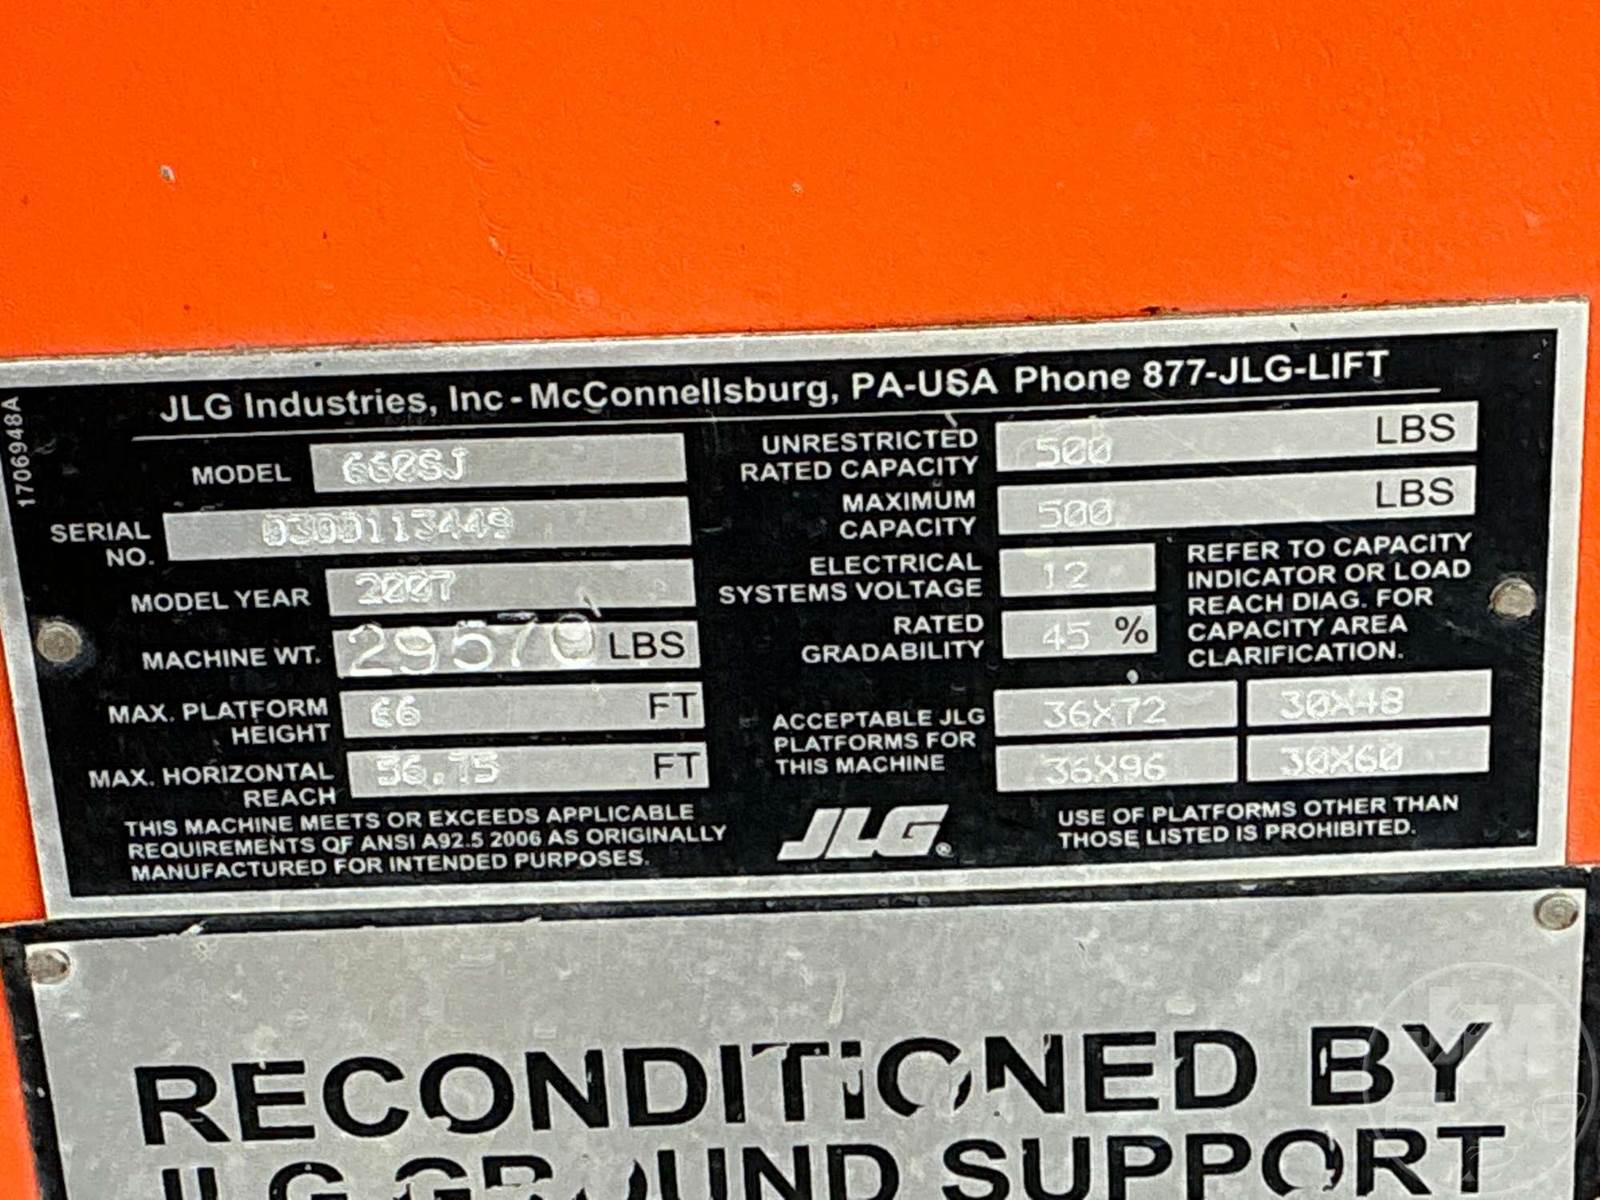 JLG Industries, Inc - McConnellsburg, PA-USA Phone 877-JLG-LIFT
1706948A
MODEL 660SJ
SERIAL
NO. 0300113449
MODEL YEAR 2007
MACHINE WT. 29570 LBS
MAX. PLATFORM
HEIGHT 66 FT
MAX. HORIZONTAL
REACH 56.75 FT
THIS MACHINE MEETS OR EXCEEDS APPLICABLE
REQUIREMENTS OF ANSI A92.5 2006 AS ORIGINALLY
MANUFACTURED FOR INTENDED PURPOSES.
UNRESTRICTED
RATED CAPACITY 500 LBS
MAXIMUM
CAPACITY 500 LBS
ELECTRICAL
SYSTEMS VOLTAGE 12
RATED
GRADABILITY 45 %
REFER TO CAPACITY
INDICATOR OR LOAD
REACH DIAG. FOR
CAPACITY AREA
CLARIFICATION.
ACCEPTABLE JLG
PLATFORMS FOR
THIS MACHINE
36X72 30X48
36X96 30X60
JLG®
USE OF PLATFORMS OTHER THAN
THOSE LISTED IS PROHIBITED.
RECONDITIONED BY
JLG GROUND SUPPORT